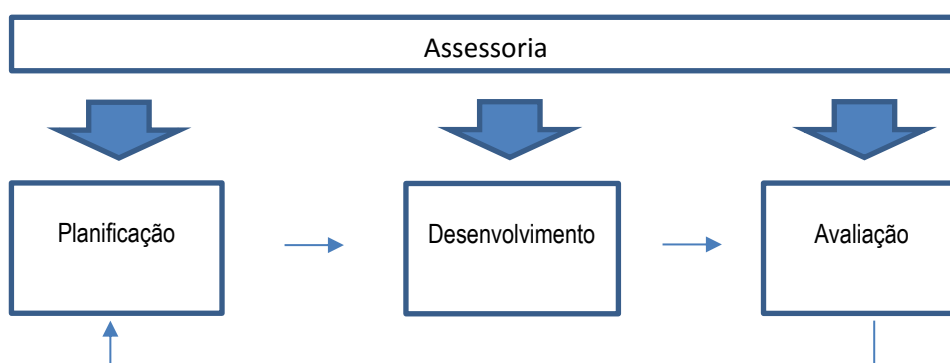 Assessoria
Planificação
Desenvolvimento
Avaliação